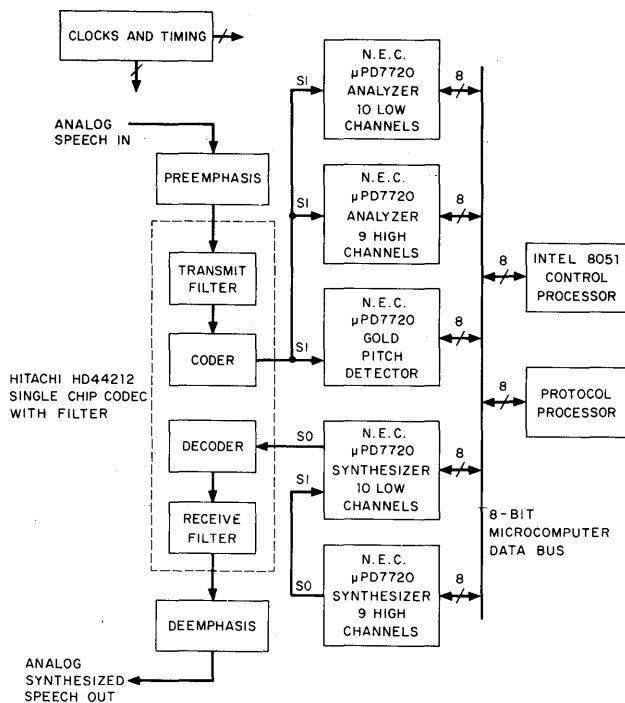 CLOCKS AND TIMING
ANALOG
SPEECH IN
PREEMPHASIS
TRANSMIT
FILTER
CODER
HITACHI HD44212
SINGLE CHIP CODEC
WITH FILTER
DECODER
RECEIVE
FILTER
DEEMPHASIS
ANALOG
SYNTHESIZED
SPEECH OUT
SI
N.E.C.
µPD7720
ANALYZER
10 LOW
CHANNELS
8
SI
N.E.C.
µPD7720
ANALYZER
9 HIGH
CHANNELS
8
SI
N.E.C.
µPD7720
GOLD
PITCH
DETECTOR
8
SO
SI
N.E.C.
µPD7720
SYNTHESIZER
10 LOW
CHANNELS
8
SO
N.E.C.
µPD7720
SYNTHESIZER
9 HIGH
CHANNELS
8
8
INTEL 8051
CONTROL
PROCESSOR
8
PROTOCOL
PROCESSOR
8-BIT
MICROCOMPUTER
DATA BUS